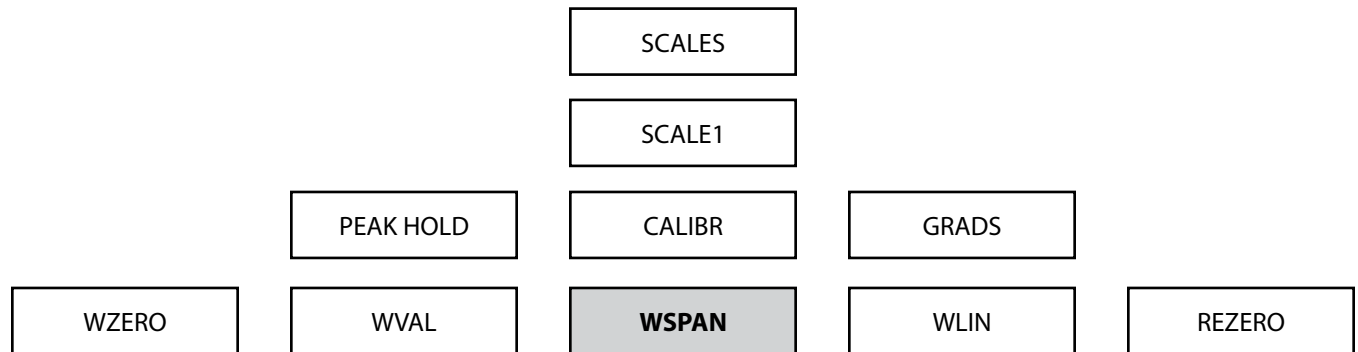 SCALES
SCALE1
PEAK HOLD CALIBR GRADS
WZERO WVAL WSPAN WLIN REZERO